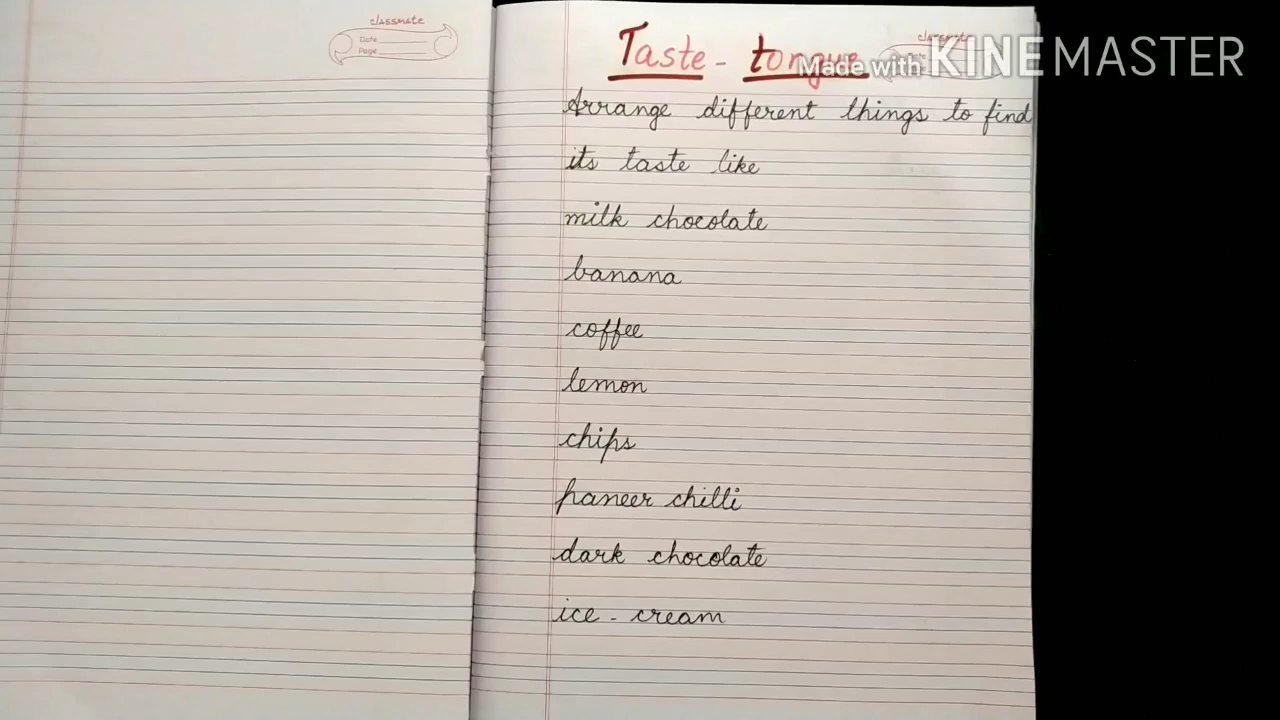 classmate
Date
Page
classmate
Taste - tongue
Made with KINEMASTER
Arrange different things to find
its taste like
milk chocolate
banana
coffee
lemon
chips
paneer chilli
dark chocolate
ice - cream